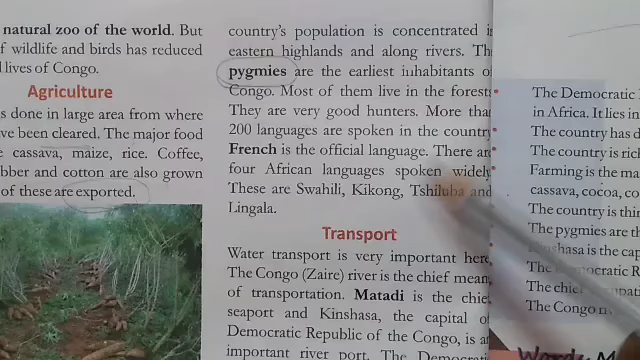 natural zoo of the world. But
f wildlife and birds has reduced
lives of Congo.
Agriculture
s done in large area from where
ve been cleared. The major food
cassava, maize, rice. Coffee,
bber and cotton are also grown
of these are exported.
country's population is concentrated i
eastern highlands and along rivers. Th
pygmies are the earliest inhabitants o
Congo. Most of them live in the forest
They are very good hunters. More tha
200 languages are spoken in the country
French is the official language. There ar
four African languages spoken widely
These are Swahili, Kikong, Tshiluba and
Lingala.
Transport
Water transport is very important here
The Congo (Zaire) river is the chief mean
of transportation. Matadi is the chie
seaport and Kinshasa, the capital of
Democratic Republic of the Congo, is a
important river port. The Democrati
The Democratic
in Africa. It lies in
The country has d
The country is ric
Farming is the ma
cassava, cocoa, co
The country is thin
The pygmies are th
Kinshasa is the cap
The Democratic R
The chief
The Congo